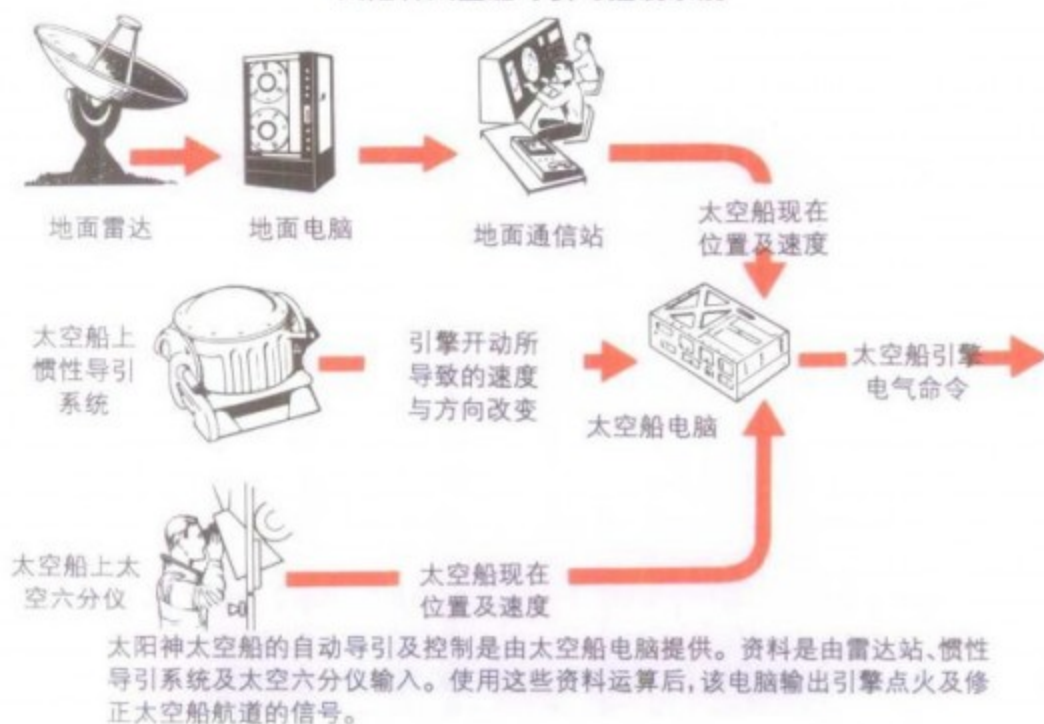 地面雷达
地面电脑
地面通信站
太空船现在
位置及速度
太空船上
惯性导引
系统
引擎开动所
导致的速度
与方向改变
太空船电脑
太空船引擎
电气命令
太空船上太
空六分仪
太空船现在
位置及速度
太阳神太空船的自动导引及控制是由太空船电脑提供。资料是由雷达站、惯性
导引系统及太空六分仪输入。使用这些资料运算后,该电脑输出引擎点火及修
正太空船航道的信号。